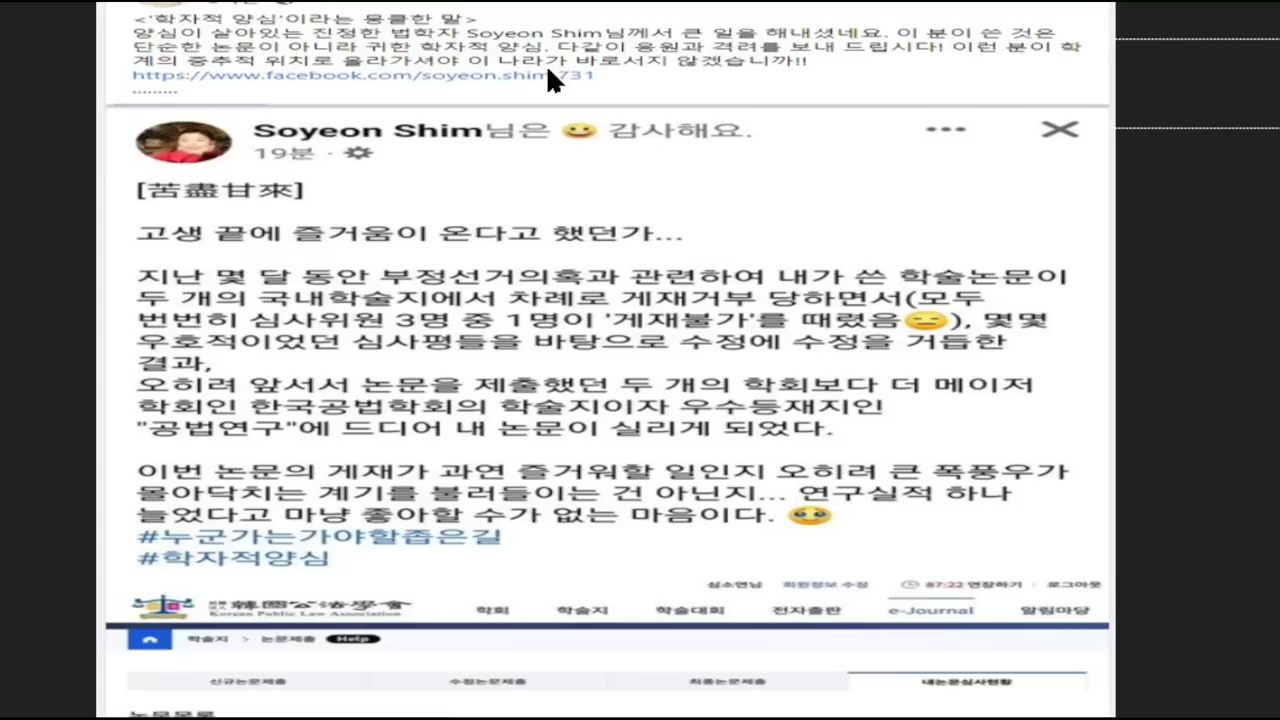 <'학자적 양심'이라는 뭉클한 말>
양심이 살아있는 진정한 법학자 Soyeon Shim님께서 큰 일을 해내셨네요. 이 분이 쓴 것은
단순한 논문이 아니라 귀한 학자적 양심. 다같이 응원과 격려를 보내 드립시다! 이런 분이 학
계의 중추적 위치로 올라가셔야 이 나라가 바로서지 않겠습니까!!
https://www.facebook.com/soyeon.shim.731
.........
Soyeon Shim님은 😀 감사해요.
19분 ·
[苦盡甘來]
고생 끝에 즐거움이 온다고 했던가...
지난 몇 달 동안 부정선거의혹과 관련하여 내가 쓴 학술논문이
두 개의 국내학술지에서 차례로 게재거부 당하면서(모두
번번히 심사위원 3명 중 1명이 '게재불가'를 때렸음😑), 몇몇
우호적이었던 심사평들을 바탕으로 수정에 수정을 거듭한
결과,
오히려 앞서서 논문을 제출했던 두 개의 학회보다 더 메이저
학회인 한국공법학회의 학술지이자 우수등재지인
"공법연구"에 드디어 내 논문이 실리게 되었다.
이번 논문의 게재가 과연 즐거워할 일인지 오히려 큰 폭풍우가
몰아닥치는 계기를 불러들이는 건 아닌지... 연구실적 하나
늘었다고 마냥 좋아할 수가 없는 마음이다. 🥲
#누군가는가야할좁은길
#학자적양심
심소연님 회원정보 수정 87:22 연장하기 로그아웃
韓國公法學會
Korean Public Law Association
학회 학술지 학술대회 전자출판 e-Journal 알림마당
학술지 > 논문제출 Help
신규논문제출 수정논문제출 최종논문제출 내논문심사현황
논문목록